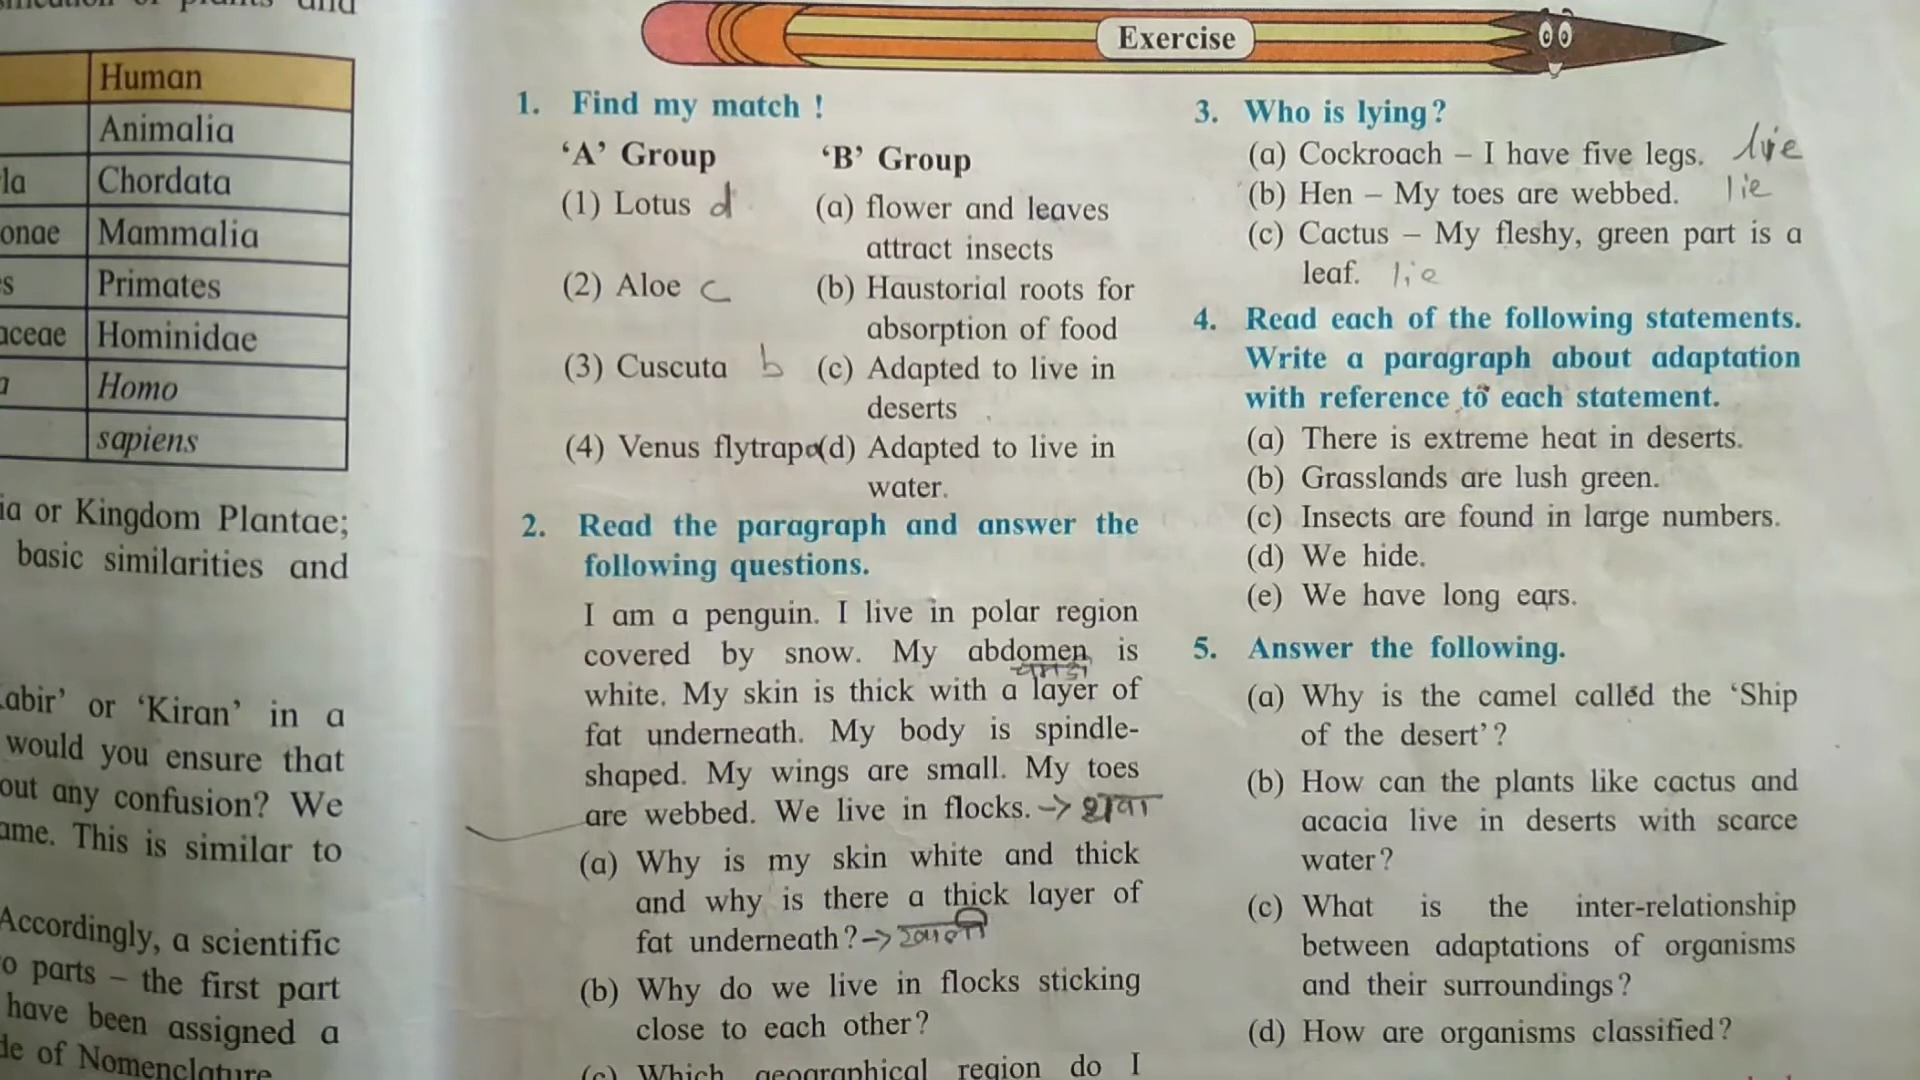 Human
Animalia
Chordata
Mammalia
Primates
aceae Hominidae
Homo
sapiens
ia or Kingdom Plantae;
basic similarities and
abir’ or ‘Kiran’ in a
would you ensure that
out any confusion? We
ame. This is similar to
Accordingly, a scientific
o parts – the first part
have been assigned a
de of Nomenclature
Exercise
1. Find my match !
‘A’ Group ‘B’ Group
(1) Lotus d (a) flower and leaves
attract insects
(2) Aloe c (b) Haustorial roots for
absorption of food
(3) Cuscuta b (c) Adapted to live in
deserts
(4) Venus flytrap a (d) Adapted to live in
water.
2. Read the paragraph and answer the
following questions.
I am a penguin. I live in polar region
covered by snow. My abdomen is
white. My skin is thick with a layer of
fat underneath. My body is spindle-
shaped. My wings are small. My toes
are webbed. We live in flocks. →
(a) Why is my skin white and thick
and why is there a thick layer of
fat underneath? →
(b) Why do we live in flocks sticking
close to each other?
(c) Which geographical region do I
3. Who is lying?
(a) Cockroach – I have five legs. lie
(b) Hen – My toes are webbed. lie
(c) Cactus – My fleshy, green part is a
leaf. lie
4. Read each of the following statements.
Write a paragraph about adaptation
with reference to each statement.
(a) There is extreme heat in deserts.
(b) Grasslands are lush green.
(c) Insects are found in large numbers.
(d) We hide.
(e) We have long ears.
5. Answer the following.
(a) Why is the camel called the ‘Ship
of the desert’?
(b) How can the plants like cactus and
acacia live in deserts with scarce
water?
(c) What is the inter-relationship
between adaptations of organisms
and their surroundings?
(d) How are organisms classified?